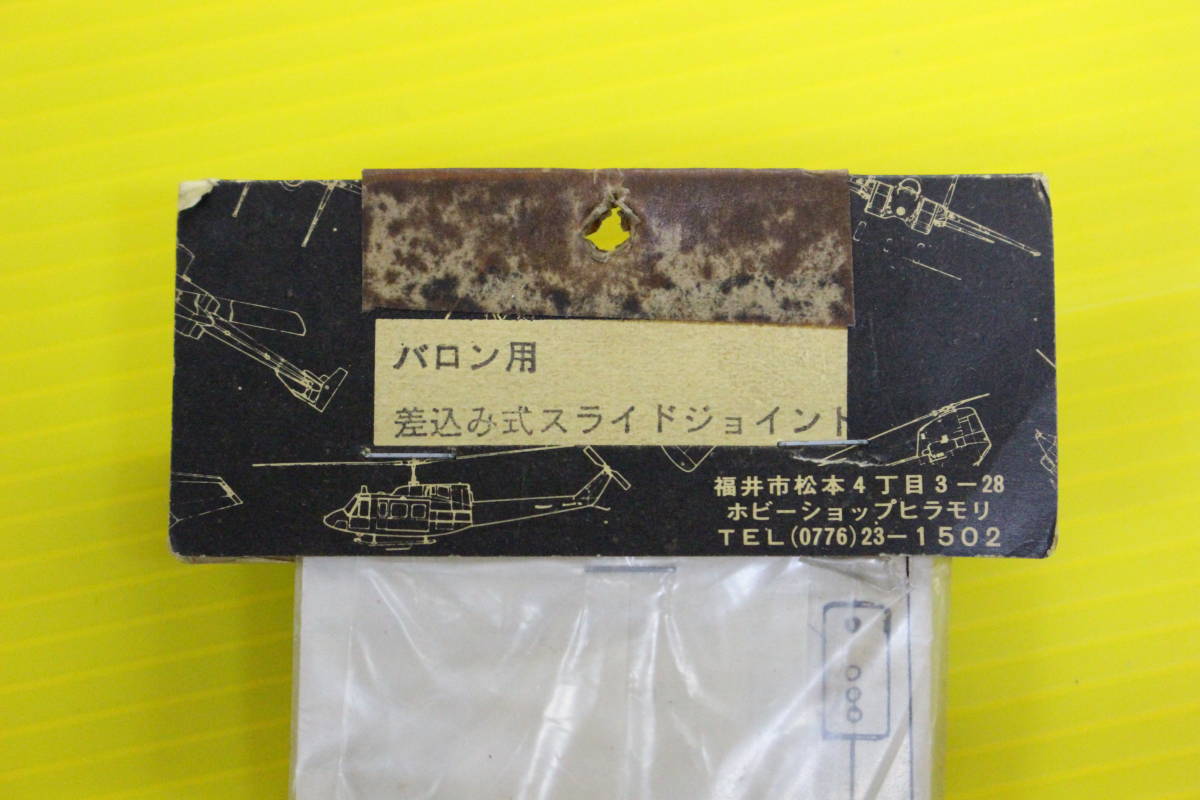 バロン用
差込み式スライドジョイント
福井市松本4丁目3-28
ホビーショップヒラモリ
TEL(0776)23-1502